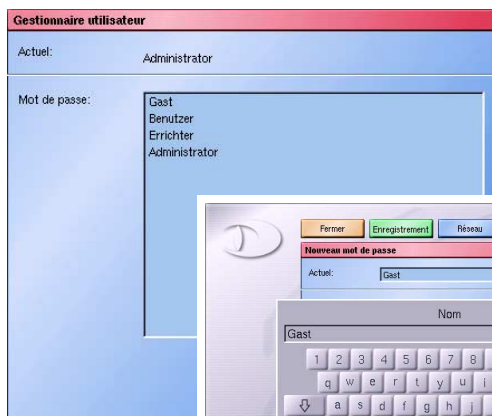 Gestionnaire utilisateur
Actuel:
Administrator
Mot de passe:
Gast
Benutzer
Errichter
Administrator
Fermer Enregistrement Réseau
Nouveau mot de passe
Actuel: Gast
Nom
Gast
1 2 3 4 5 6 7 8
q w e r t y u i
a s d f g h j